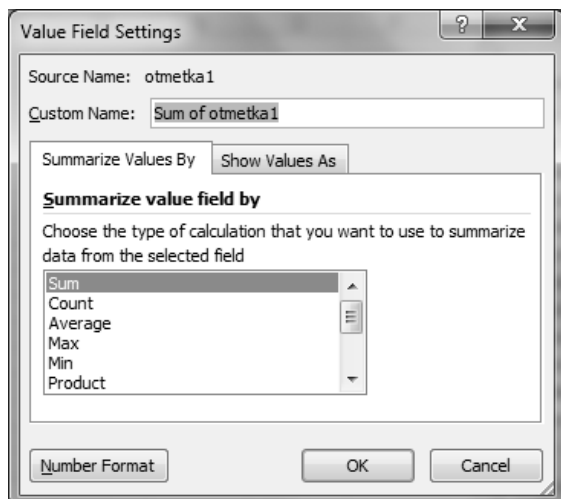 Value Field Settings
Source Name: otmetka1
Custom Name: Sum of otmetka1
Summarize Values By Show Values As
Summarize value field by
Choose the type of calculation that you want to use to summarize
data from the selected field
Sum
Count
Average
Max
Min
Product
Number Format OK Cancel